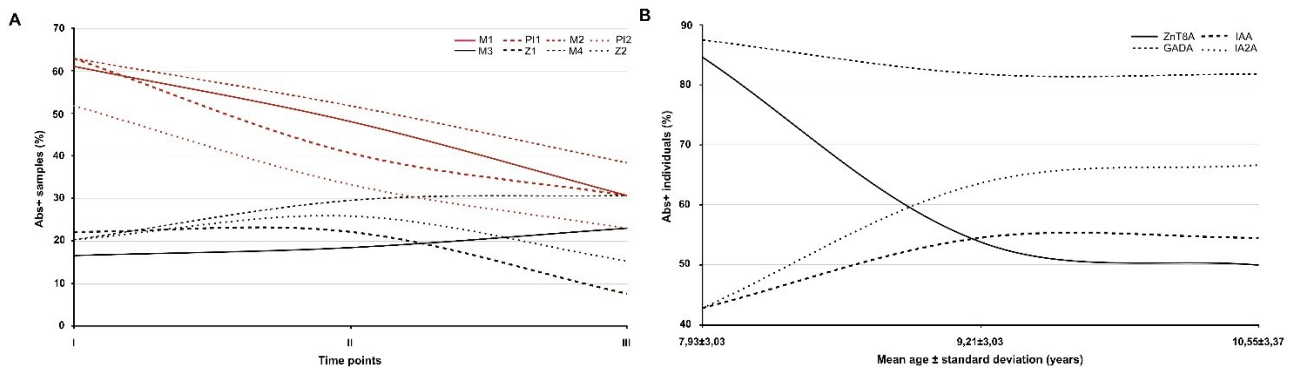 A
70
60
50
40
30
20
10
0
Abs+ samples (%)
M1 PI1 M2 PI2
M3 Z1 M4 Z2
I II III
Time points
B
90
80
70
60
50
40
Abs+ individuals (%)
ZnT8A IAA
GADA IA2A
7,93±3,03 9,21±3,03 10,55±3,37
Mean age ± standard deviation (years)